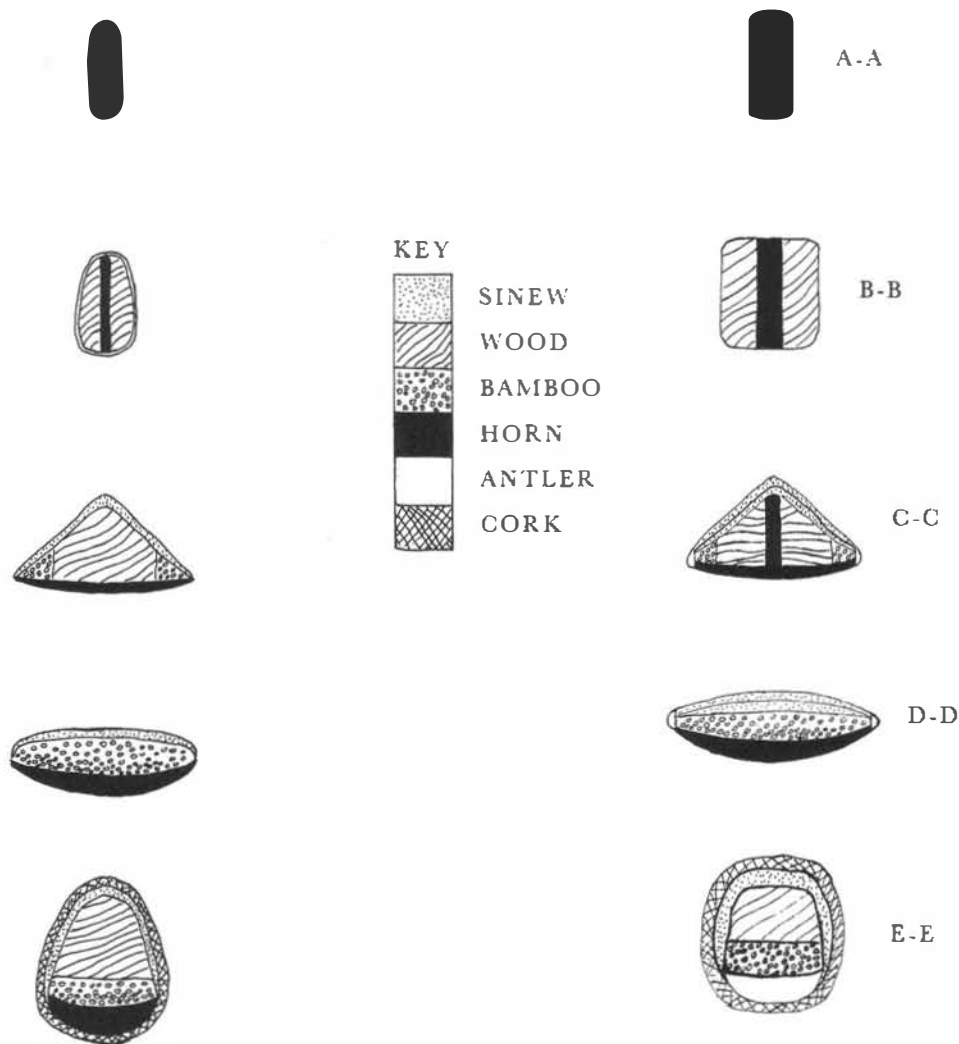 A-A
KEY
SINEW
B-B
WOOD
BAMBOO
HORN
ANTLER
C-C
CORK
D-D
E-E